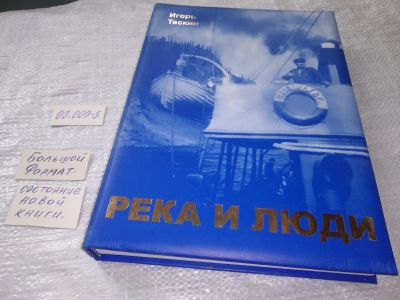 Игорь
Таскин
РЕКА И ЛЮДИ
00.000-5
БОЛЬШОЙ
ФОРМАТ.
СОСТОЯНИЕ
НОВОЙ
КНИГИ.